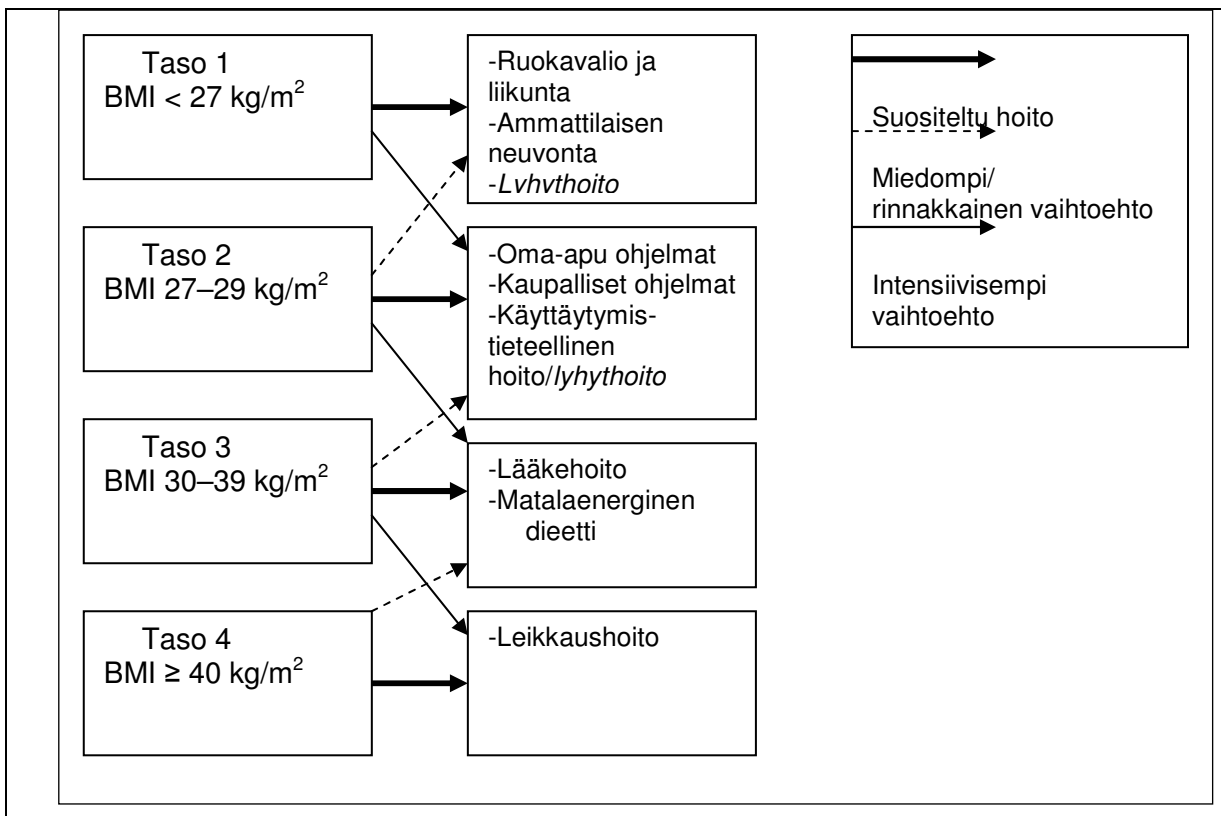 Taso 1
BMI < 27 kg/m²
Taso 2
BMI 27–29 kg/m²
Taso 3
BMI 30–39 kg/m²
Taso 4
BMI ≥ 40 kg/m²
-Ruokavalio ja
liikunta
-Ammattilaisen
neuvonta
-Lyhythoito
-Oma-apu ohjelmat
-Kaupalliset ohjelmat
-Käyttäytymis-
tieteellinen
hoito/lyhythoito
-Lääkehoito
-Matalaenerginen
dieetti
-Leikkaushoito
Suositeltu hoito
Miedompi/
rinnakkainen vaihtoehto
Intensiivisempi
vaihtoehto